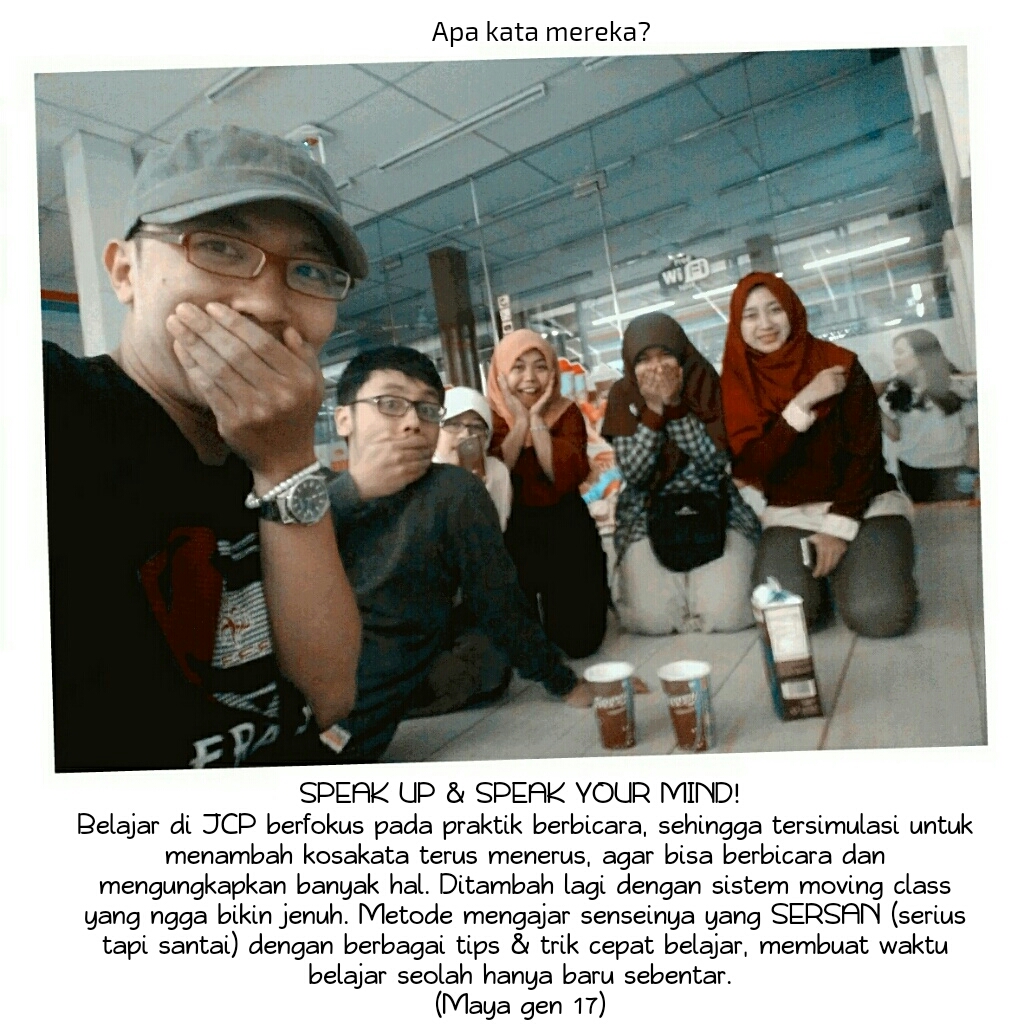 Apa kata mereka?
WiFi
SPEAK UP & SPEAK YOUR MIND!
Belajar di JCP berfokus pada praktik berbicara, sehingga tersimulasi untuk
menambah kosakata terus menerus, agar bisa berbicara dan
mengungkapkan banyak hal. Ditambah lagi dengan sistem moving class
yang ngga bikin jenuh. Metode mengajar senseinya yang SERSAN (serius
tapi santai) dengan berbagai tips & trik cepat belajar, membuat waktu
belajar seolah hanya baru sebentar.
(Maya gen 17)